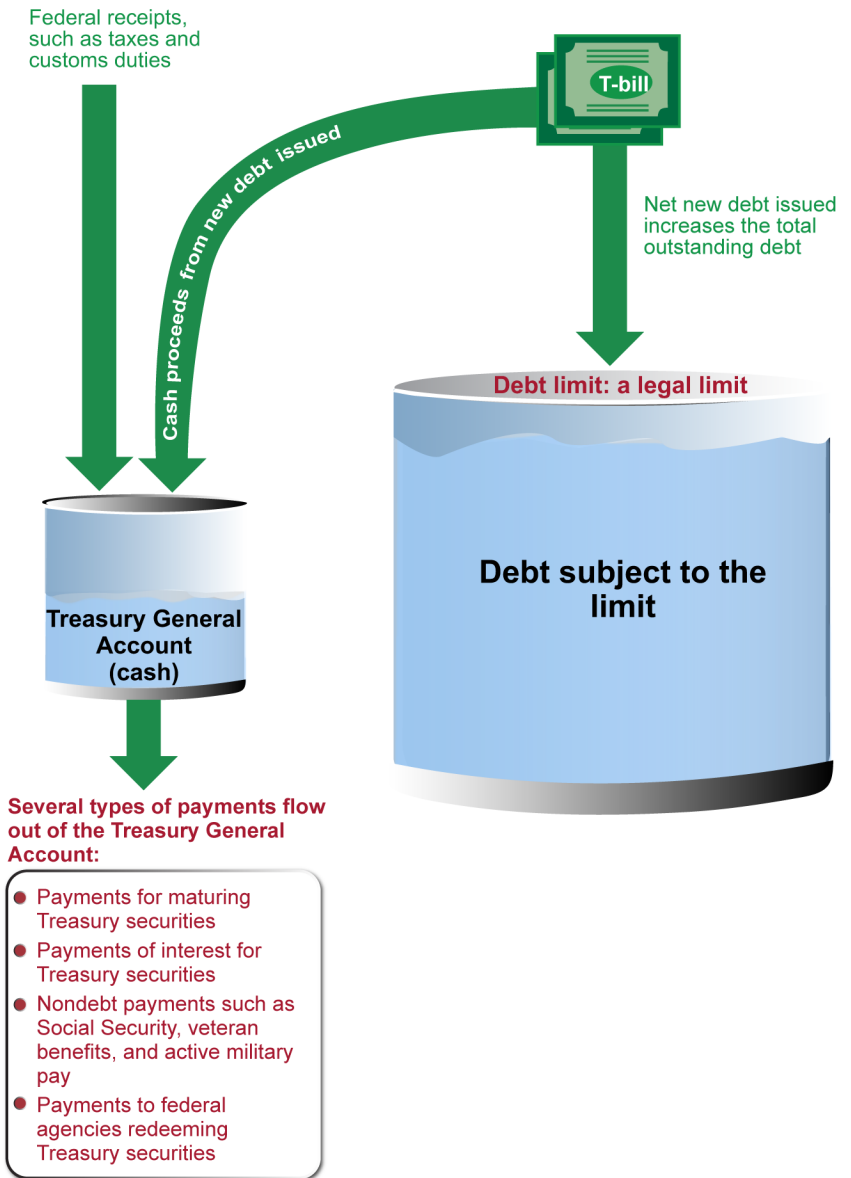 Federal receipts,
such as taxes and
customs duties
T-bill
Cash proceeds from new debt issued
Net new debt issued
increases the total
outstanding debt
Debt limit: a legal limit
Debt subject to the
limit
Treasury General
Account
(cash)
Several types of payments flow
out of the Treasury General
Account:
Payments for maturing
Treasury securities
Payments of interest for
Treasury securities
Nondebt payments such as
Social Security, veteran
benefits, and active military
pay
Payments to federal
agencies redeeming
Treasury securities